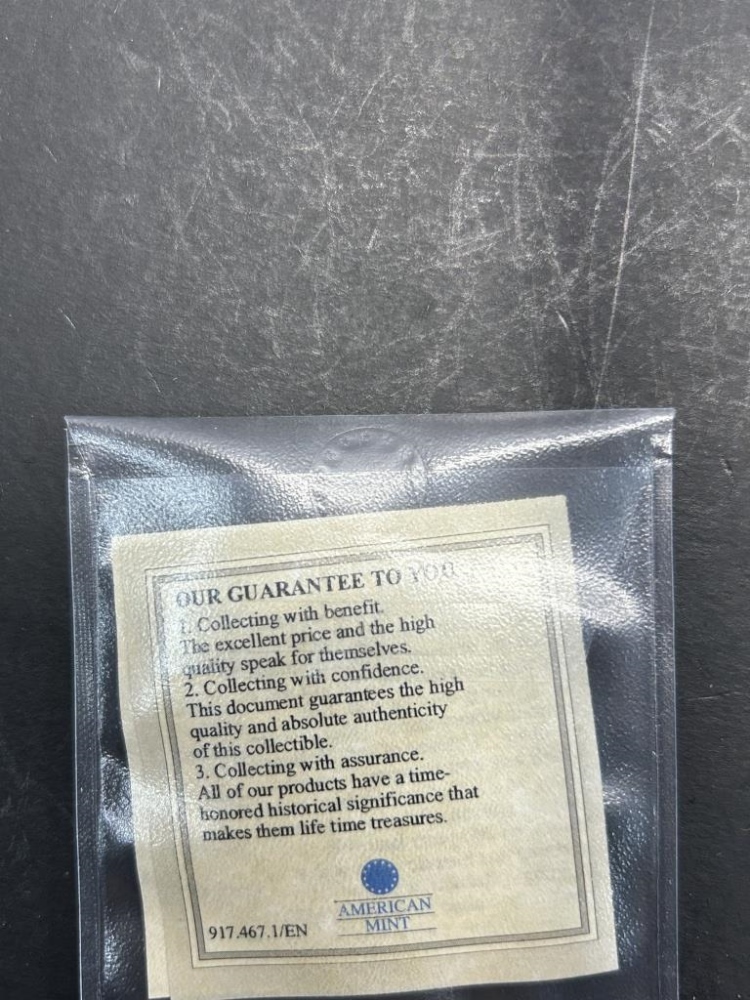 OUR GUARANTEE TO YOU
1. Collecting with benefit.
The excellent price and the high
quality speak for themselves.
2. Collecting with confidence.
This document guarantees the high
quality and absolute authenticity
of this collectible.
3. Collecting with assurance.
All of our products have a time-
honored historical significance that
makes them life time treasures.
AMERICAN
MINT
917.467.1/EN